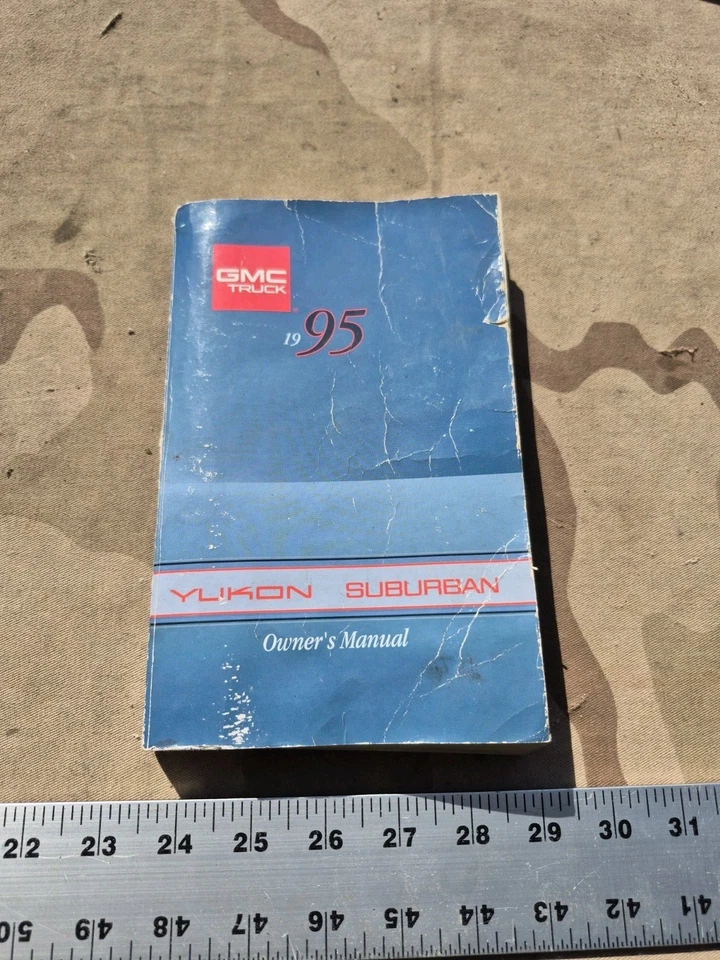 GMC
TRUCK
19 95
YUKON SUBURBAN
Owner's Manual
22 23 24 25 26 27 28 29 30 31
50 49 48 47 46 45 44 43 42 41